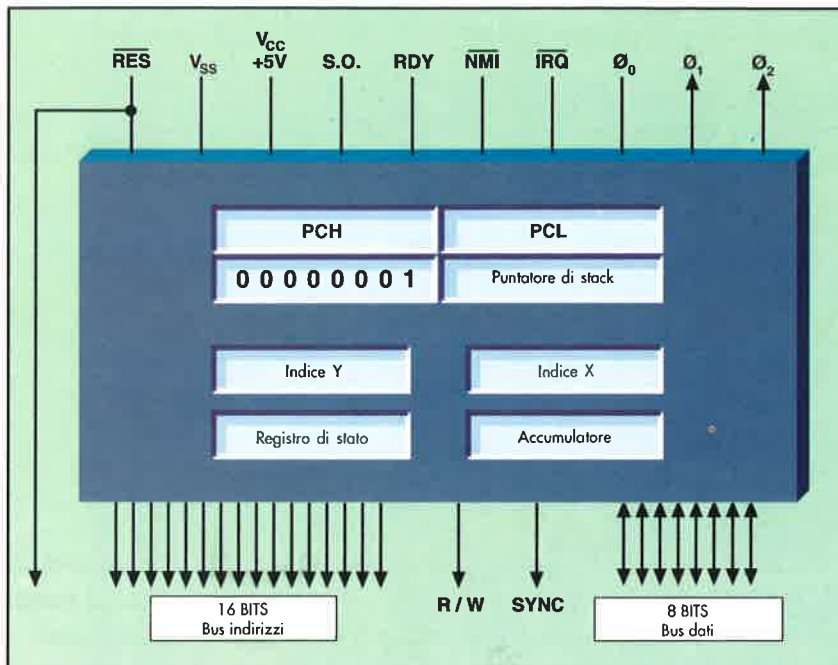 RES VSS VCC +5V S.O. RDY NMI IRQ Ø0 Ø1 Ø2
PCH PCL
0 0 0 0 0 0 0 1 Puntatore di stack
Indice Y Indice X
Registro di stato Accumulatore
R / W SYNC
16 BITS
Bus indirizzi
8 BITS
Bus dati